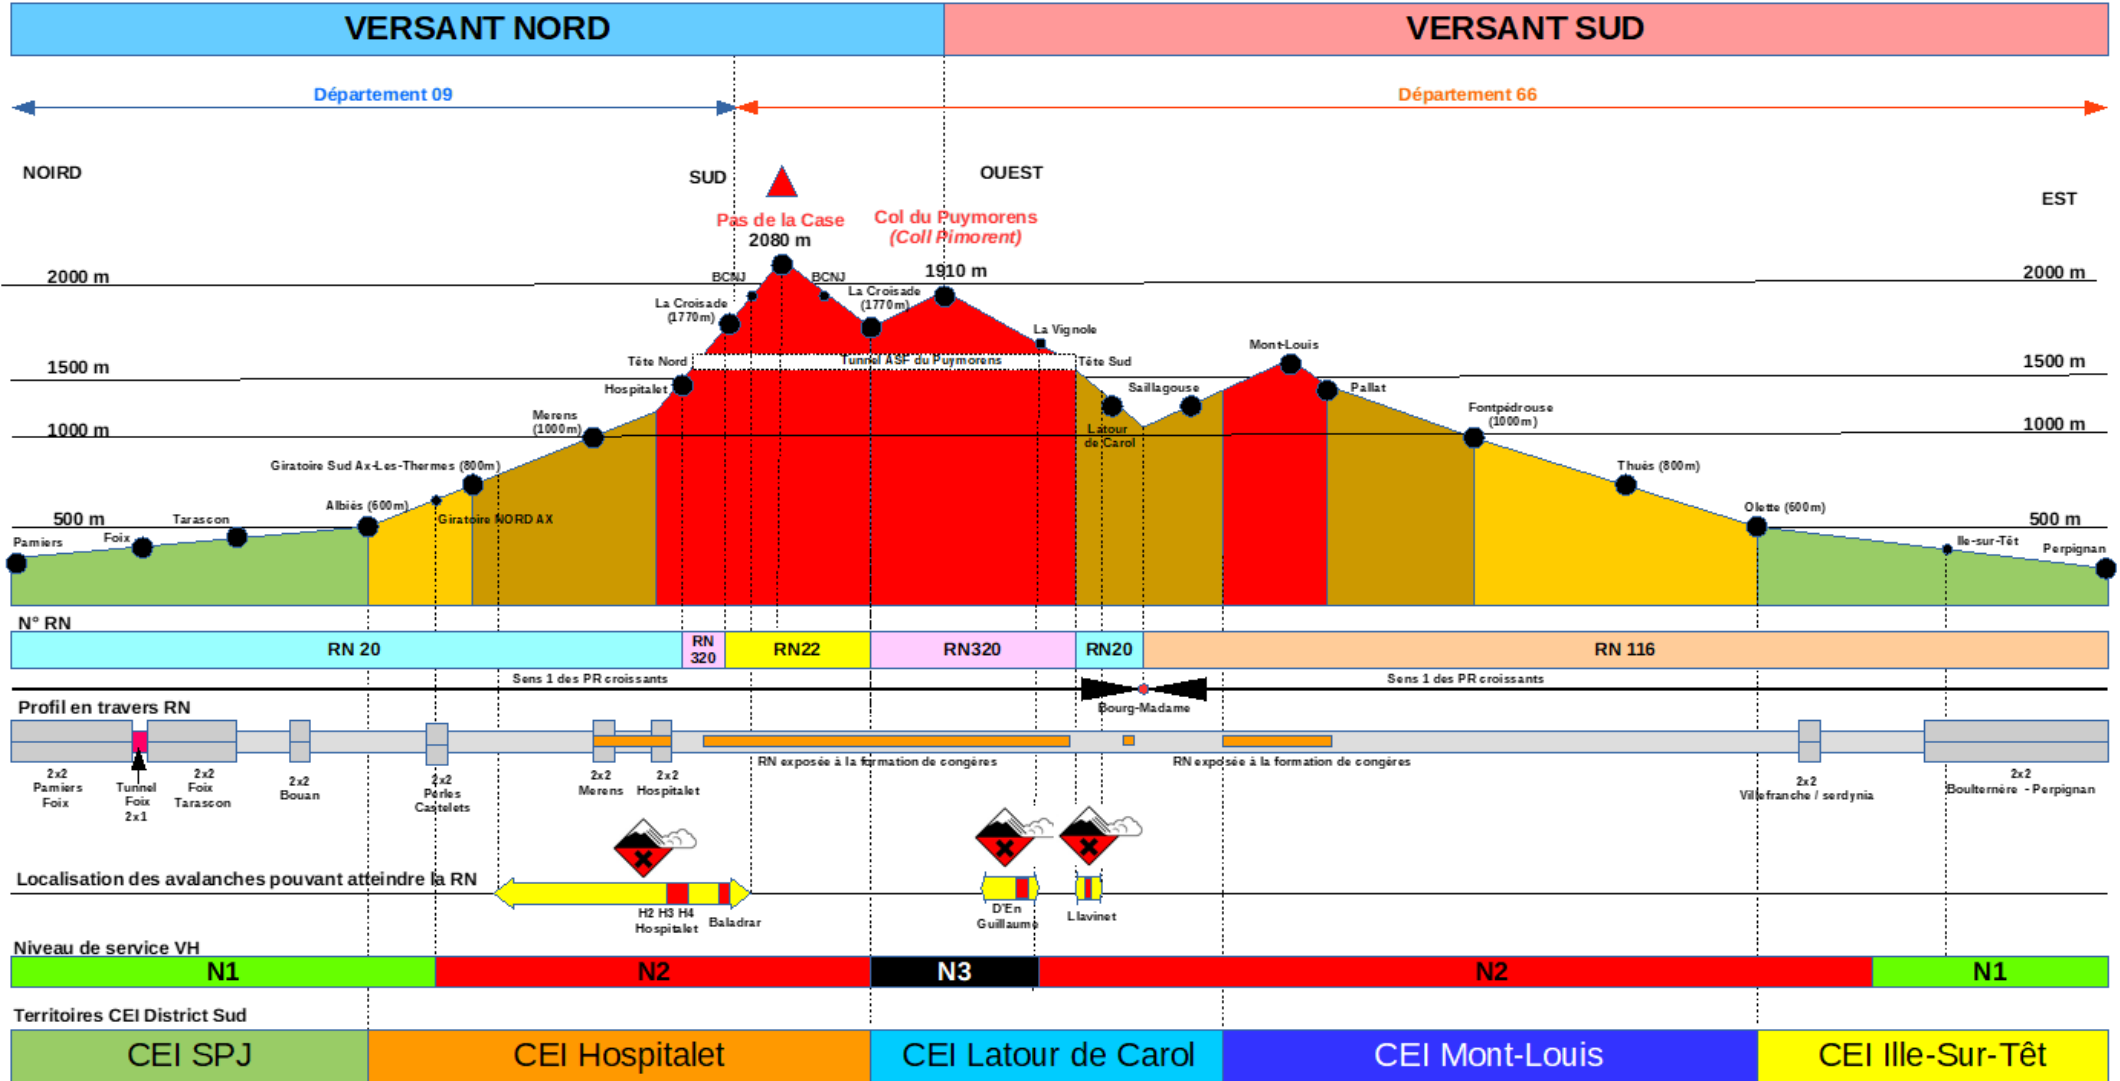 VERSANT NORD
VERSANT SUD
Département 09
Département 66
NOIRD
SUD
OUEST
EST
Pas de la Case
2080 m
Col du Puymorens
(Coll Pimorent)
1910 m
2000 m
2000 m
BCNJ
BCNJ
La Croisade
(1770m)
La Croisade
(1770m)
La Vignole
Mont-Louis
1500 m
1500 m
Tête Nord
Tunnel ASF du Puymorens
Tête Sud
Hospitalet
Saillagouse
Pallat
Merens
(1000m)
Latour
de Carol
Fontpédrouse
(1000m)
1000 m
1000 m
Giratoire Sud Ax-Les-Thermes (800m)
Thués (800m)
Albiès (600m)
Giratoire NORD AX
Olette (600m)
500 m
500 m
Tarascon
Foix
Pamiers
Ile-sur-Têt
Perpignan
N° RN
RN 20
RN
320
RN22
RN320
RN20
RN 116
Sens 1 des PR croissants
Sens 1 des PR croissants
Bourg-Madame
Profil en travers RN
2x2
Pamiers
Foix
Tunnel
Foix
2x1
2x2
Foix
Tarascon
2x2
Bouan
2x2
Perles
Castelets
2x2
Merens
2x2
Hospitalet
RN exposée à la formation de congères
RN exposée à la formation de congères
2x2
Villefranche / serdynia
2x2
Boulternère - Perpignan
Localisation des avalanches pouvant atteindre la RN
H2 H3 H4
Hospitalet
Baladrar
D'En
Guillaume
Llavinet
Niveau de service VH
N1
N2
N3
N2
N1
Territoires CEI District Sud
CEI SPJ
CEI Hospitalet
CEI Latour de Carol
CEI Mont-Louis
CEI Ille-Sur-Têt